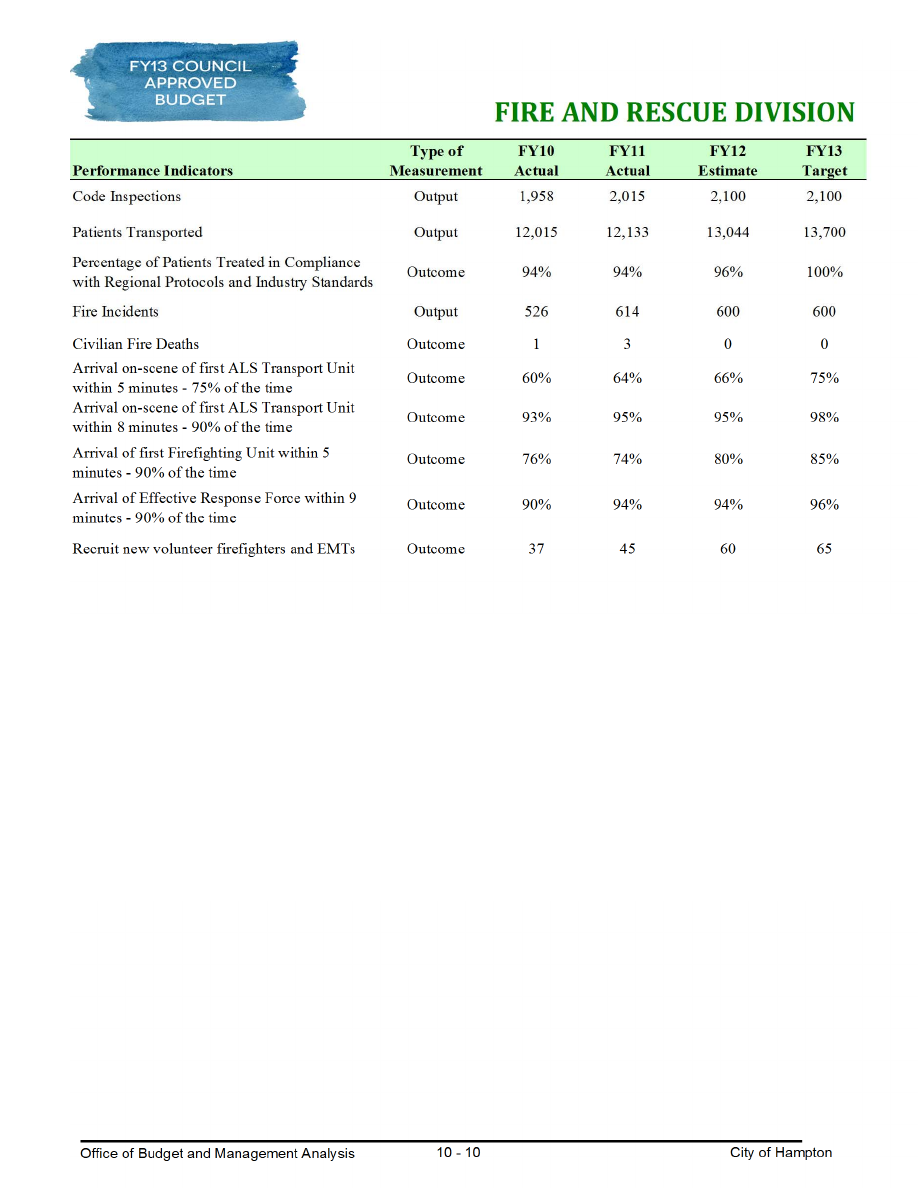 FY13 COUNCIL
APPROVED
BUDGET
FIRE AND RESCUE DIVISION
Performance Indicators Type of Measurement FY10 Actual FY11 Actual FY12 Estimate FY13 Target
Code Inspections Output 1,958 2,015 2,100 2,100
Patients Transported Output 12,015 12,133 13,044 13,700
Percentage of Patients Treated in Compliance
with Regional Protocols and Industry Standards Outcome 94% 94% 96% 100%
Fire Incidents Output 526 614 600 600
Civilian Fire Deaths Outcome 1 3 0 0
Arrival on-scene of first ALS Transport Unit
within 5 minutes - 75% of the time Outcome 60% 64% 66% 75%
Arrival on-scene of first ALS Transport Unit
within 8 minutes - 90% of the time Outcome 93% 95% 95% 98%
Arrival of first Firefighting Unit within 5
minutes - 90% of the time Outcome 76% 74% 80% 85%
Arrival of Effective Response Force within 9
minutes - 90% of the time Outcome 90% 94% 94% 96%
Recruit new volunteer firefighters and EMTs Outcome 37 45 60 65
Office of Budget and Management Analysis 10 - 10 City of Hampton